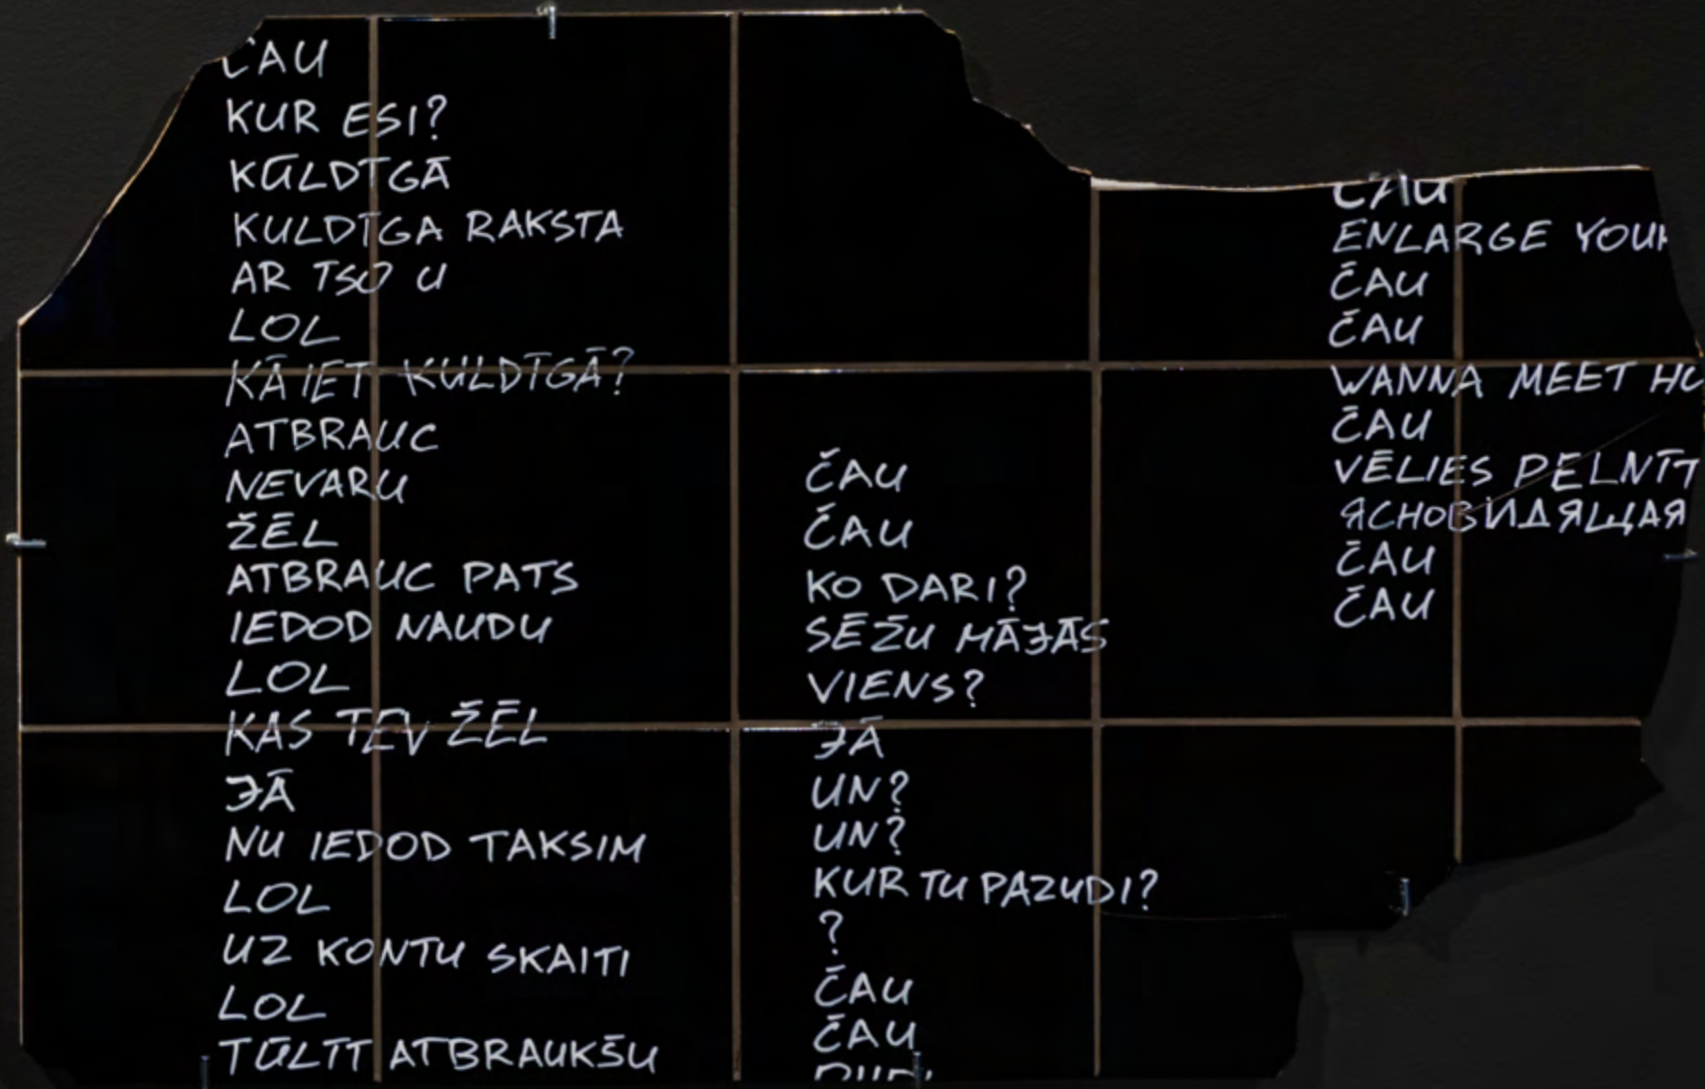 ČAU
KUR ESI?
KŪLDĪGĀ
KULDĪGA RAKSTA
AR TSO U
LOL
KĀ IET KULDĪGĀ?
ATBRAUC
NEVARU
ŽĒL
ATBRAUC PATS
IEDOD NAUDU
LOL
KAS TEV ŽĒL
JĀ
NU IEDOD TAKSIM
LOL
UZ KONTU SKAITI
LOL
TŪLĪT ATBRAUKŠU
ČAU
ČAU
KO DARI?
SĒŽU MĀJĀS
VIENS?
JĀ
UN?
UN?
KUR TU PAZUDI?
?
ČAU
ČAU
ČAU
ENLARGE YOUR
ČAU
ČAU
WANNA MEET
ČAU
VĒLIES PELNĪT
ЯСНОВИДЯЩАЯ
ČAU
ČAU